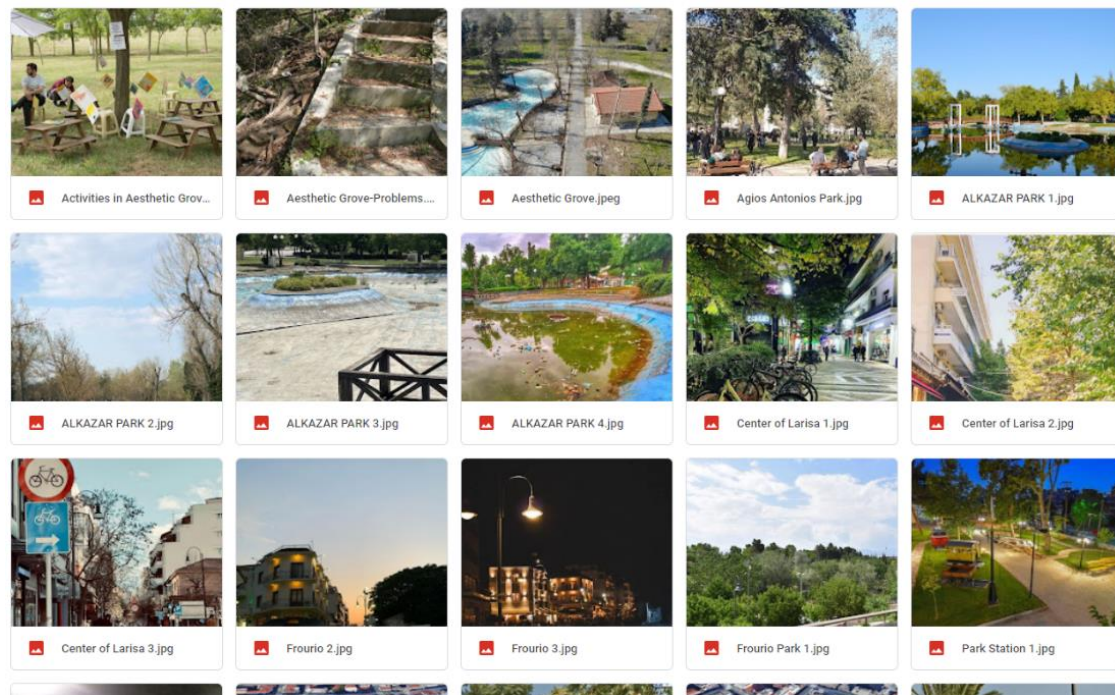 Activities in Aesthetic Grov...
Aesthetic Grove-Problems....
Aesthetic Grove.jpeg
Agios Antonios Park.jpg
ALKAZAR PARK 1.jpg
ALKAZAR PARK 2.jpg
ALKAZAR PARK 3.jpg
ALKAZAR PARK 4.jpg
Center of Larisa 1.jpg
Center of Larisa 2.jpg
Center of Larisa 3.jpg
Frourio 2.jpg
Frourio 3.jpg
Frourio Park 1.jpg
Park Station 1.jpg